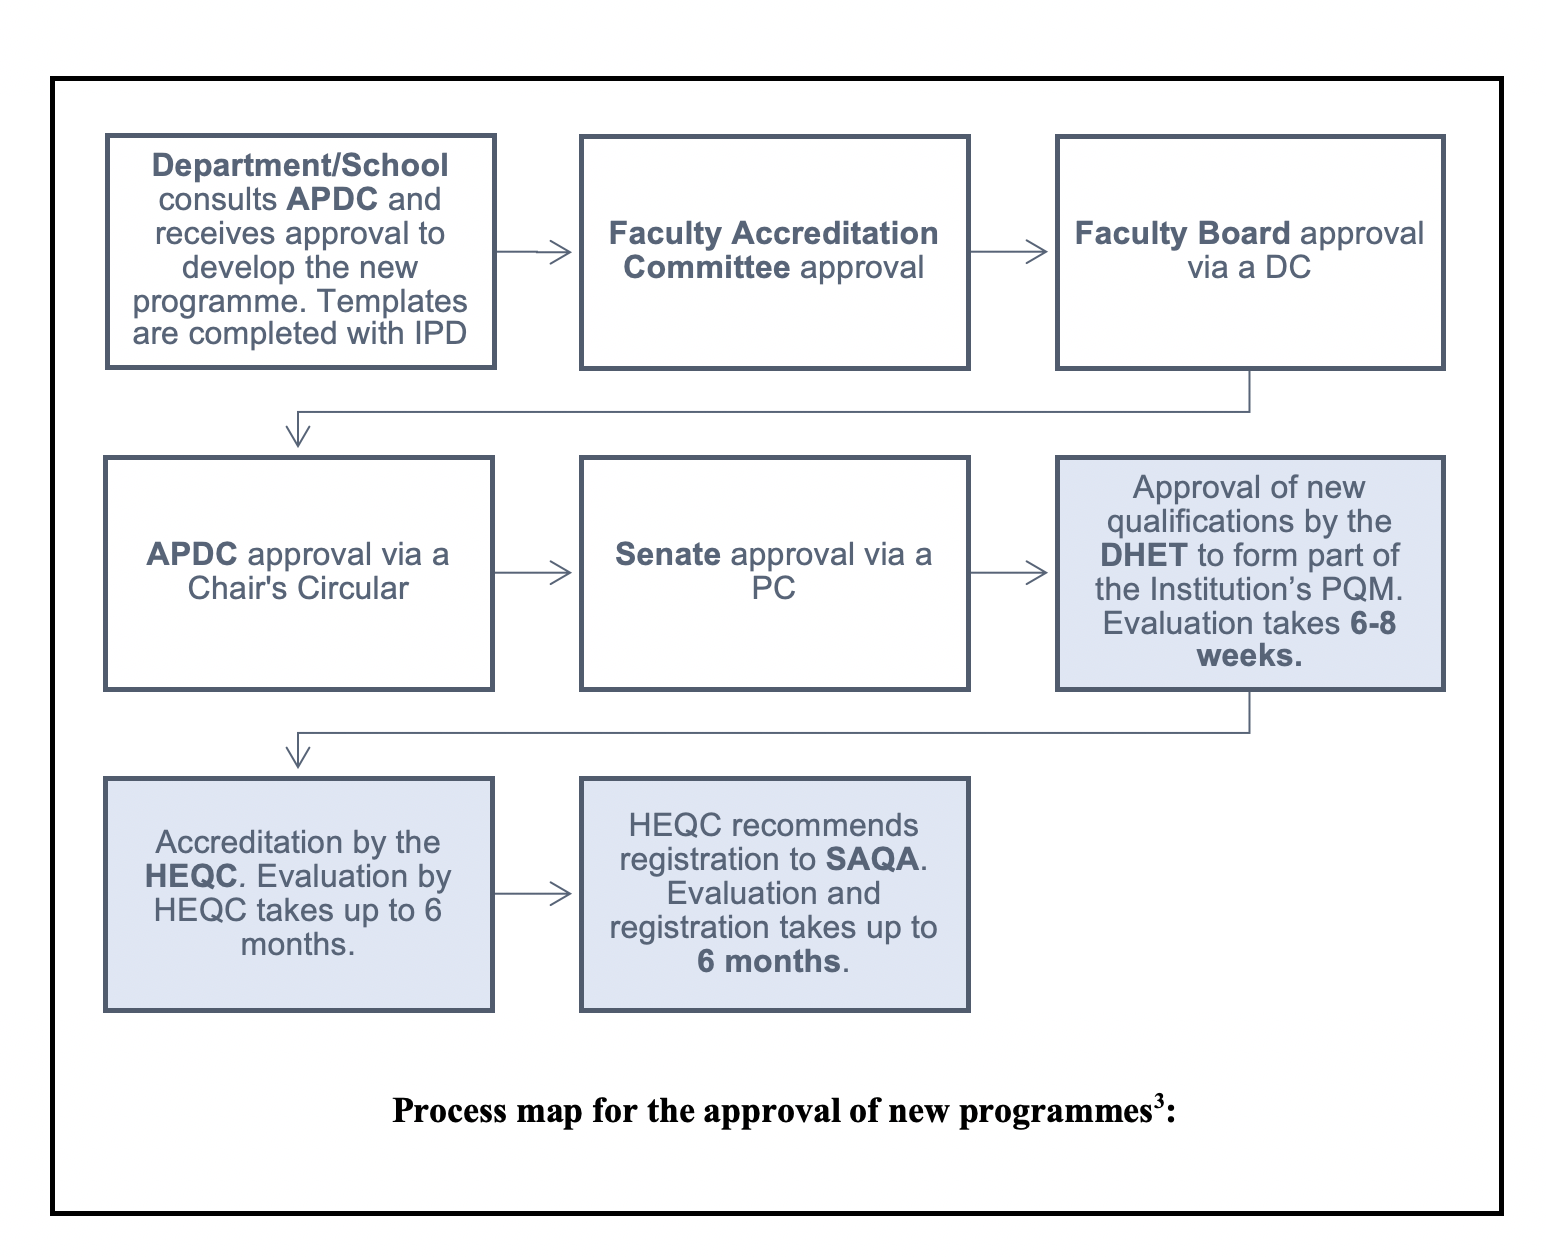 Department/School
consults APDC and
receives approval to
develop the new
programme. Templates
are completed with IPD
Faculty Accreditation
Committee approval
Faculty Board approval
via a DC
APDC approval via a
Chair's Circular
Senate approval via a
PC
Approval of new
qualifications by the
DHET to form part of
the Institution’s PQM.
Evaluation takes 6-8
weeks.
Accreditation by the
HEQC. Evaluation by
HEQC takes up to 6
months.
HEQC recommends
registration to SAQA.
Evaluation and
registration takes up to
6 months.
Process map for the approval of new programmes³: